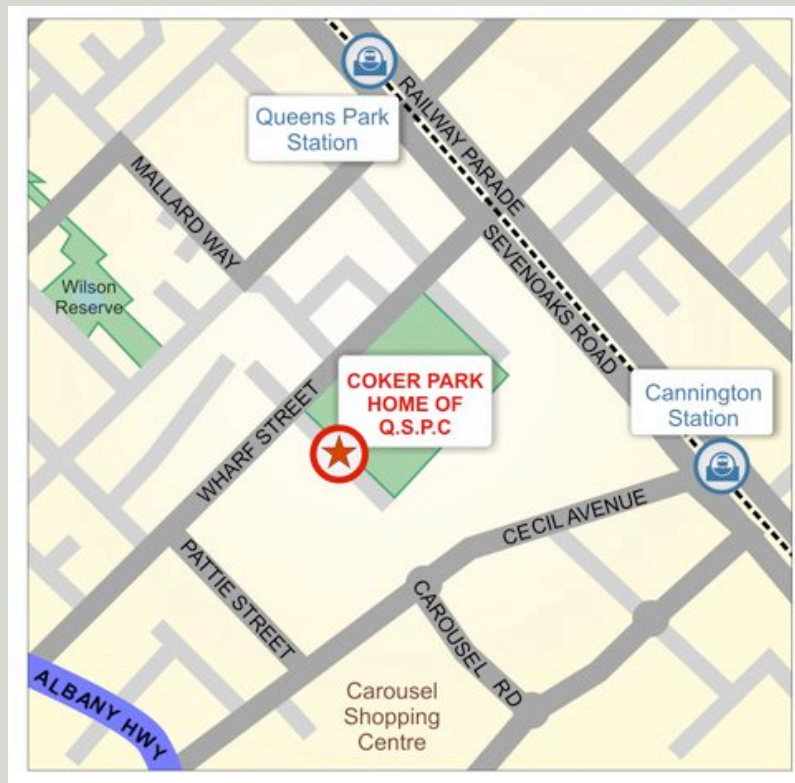 Queens Park
Station
RAILWAY PARADE
MALLARD WAY
SEVENOAKS ROAD
Wilson
Reserve
COKER PARK
HOME OF
Q.S.P.C
Cannington
Station
WHARF STREET
CECIL AVENUE
PATTIE STREET
CAROUSEL RD
ALBANY HWY
Carousel
Shopping
Centre